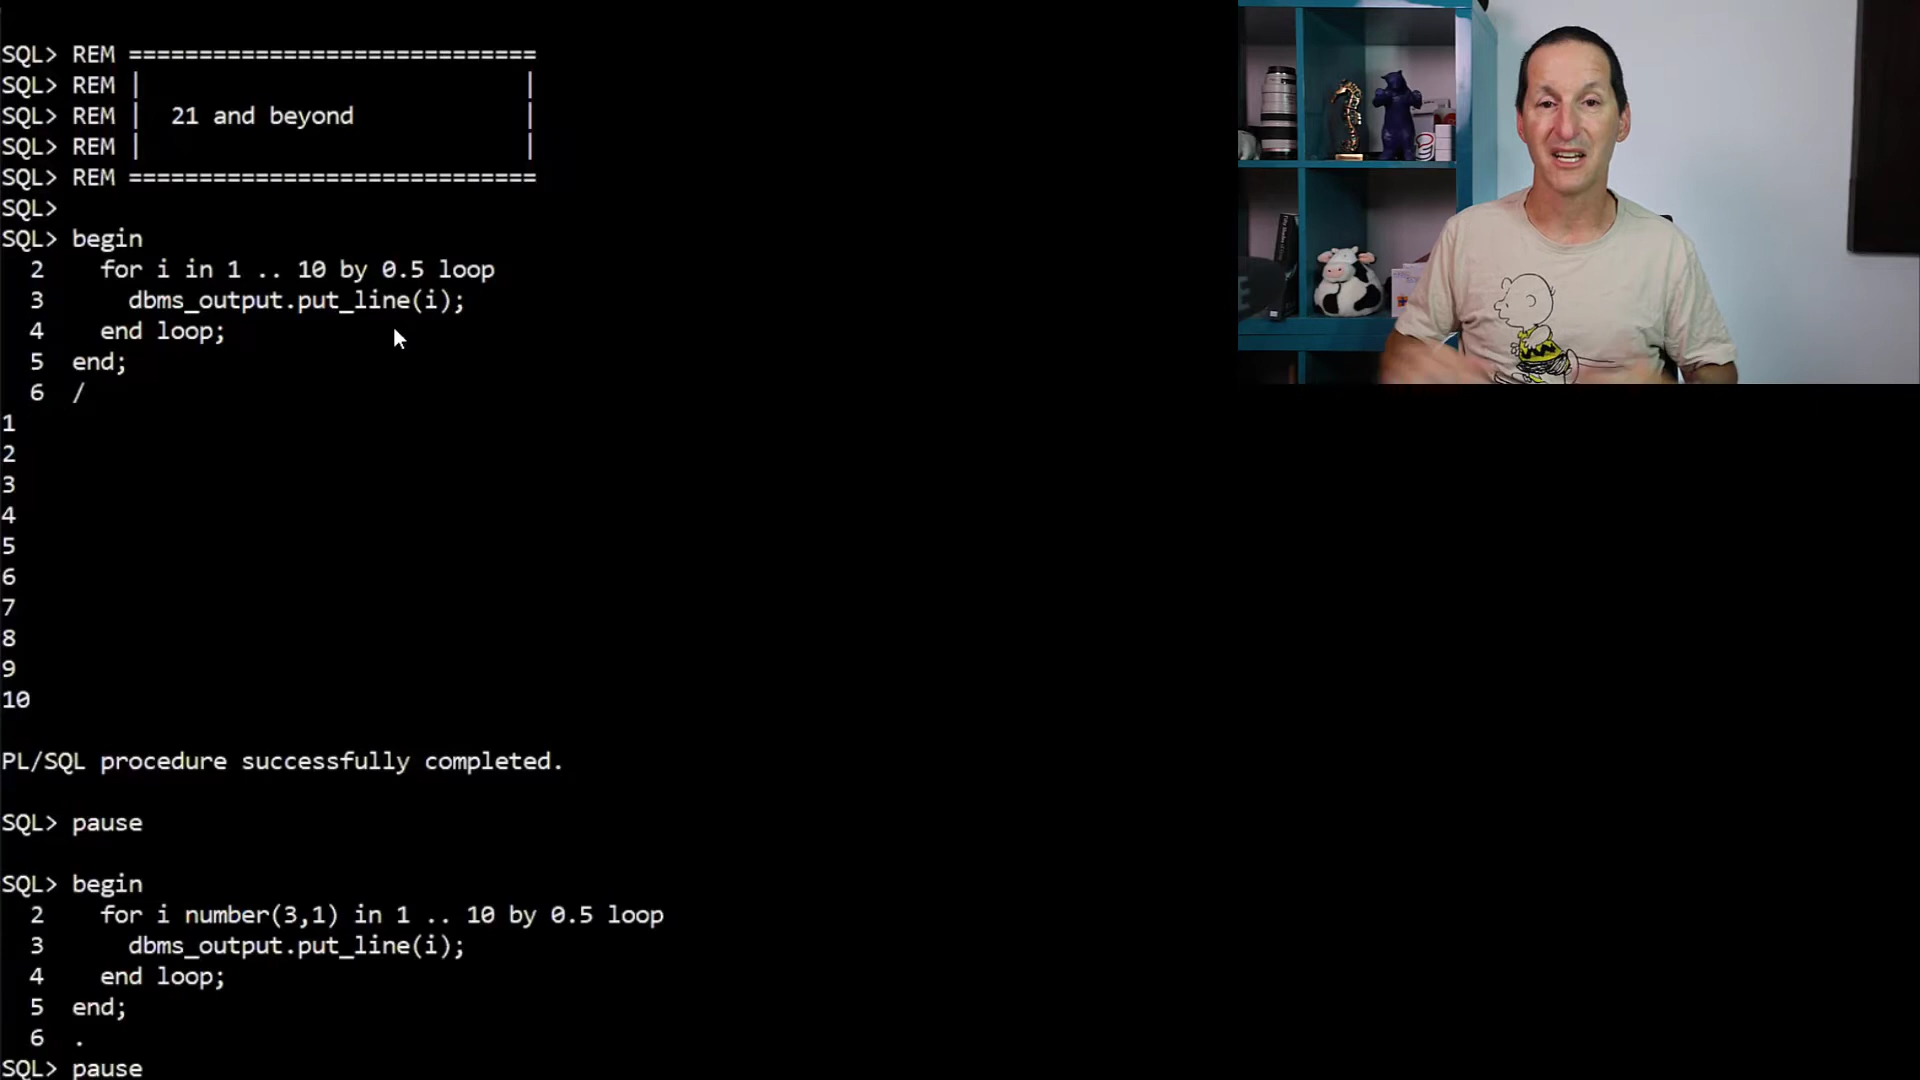 SQL> REM =============================
SQL> REM |                            |
SQL> REM |  21 and beyond             |
SQL> REM |                            |
SQL> REM =============================
SQL>
SQL> begin
  2    for i in 1 .. 10 by 0.5 loop
  3      dbms_output.put_line(i);
  4    end loop;
  5  end;
  6  /
1
2
3
4
5
6
7
8
9
10
PL/SQL procedure successfully completed.
SQL> pause
SQL> begin
  2    for i number(3,1) in 1 .. 10 by 0.5 loop
  3      dbms_output.put_line(i);
  4    end loop;
  5  end;
  6  .
SQL> pause